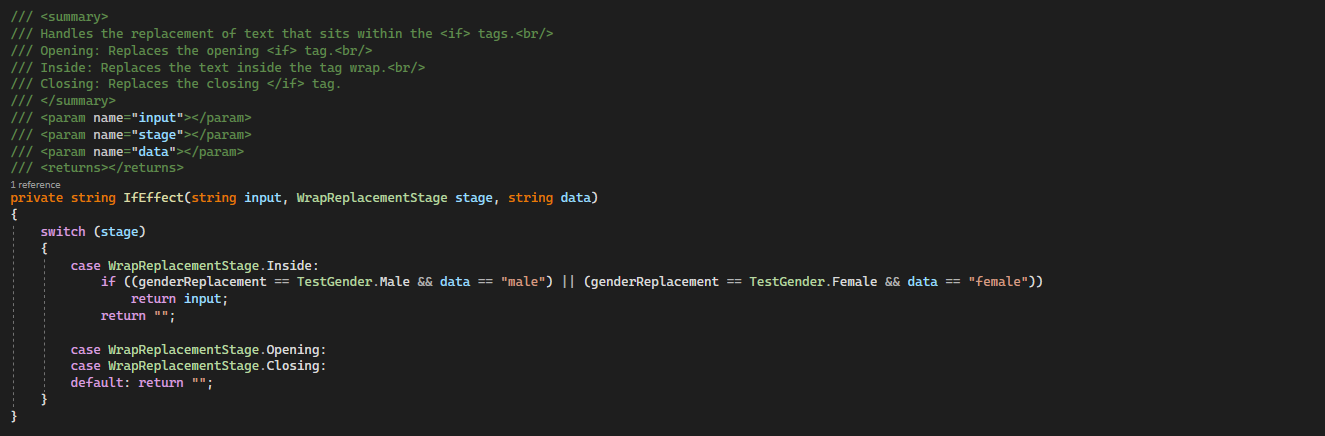 /// <summary>
/// Handles the replacement of text that sits within the <if> tags.<br/>
/// Opening: Replaces the opening <if> tag.<br/>
/// Inside: Replaces the text inside the tag wrap.<br/>
/// Closing: Replaces the closing </if> tag.
/// </summary>
/// <param name="input"></param>
/// <param name="stage"></param>
/// <param name="data"></param>
/// <returns></returns>
1 reference
private string IfEffect(string input, WrapReplacementStage stage, string data)
{
    switch (stage)
    {
        case WrapReplacementStage.Inside:
            if ((genderReplacement == TestGender.Male && data == "male") || (genderReplacement == TestGender.Female && data == "female"))
                return input;
            return "";

        case WrapReplacementStage.Opening:
        case WrapReplacementStage.Closing:
        default: return "";
    }
}